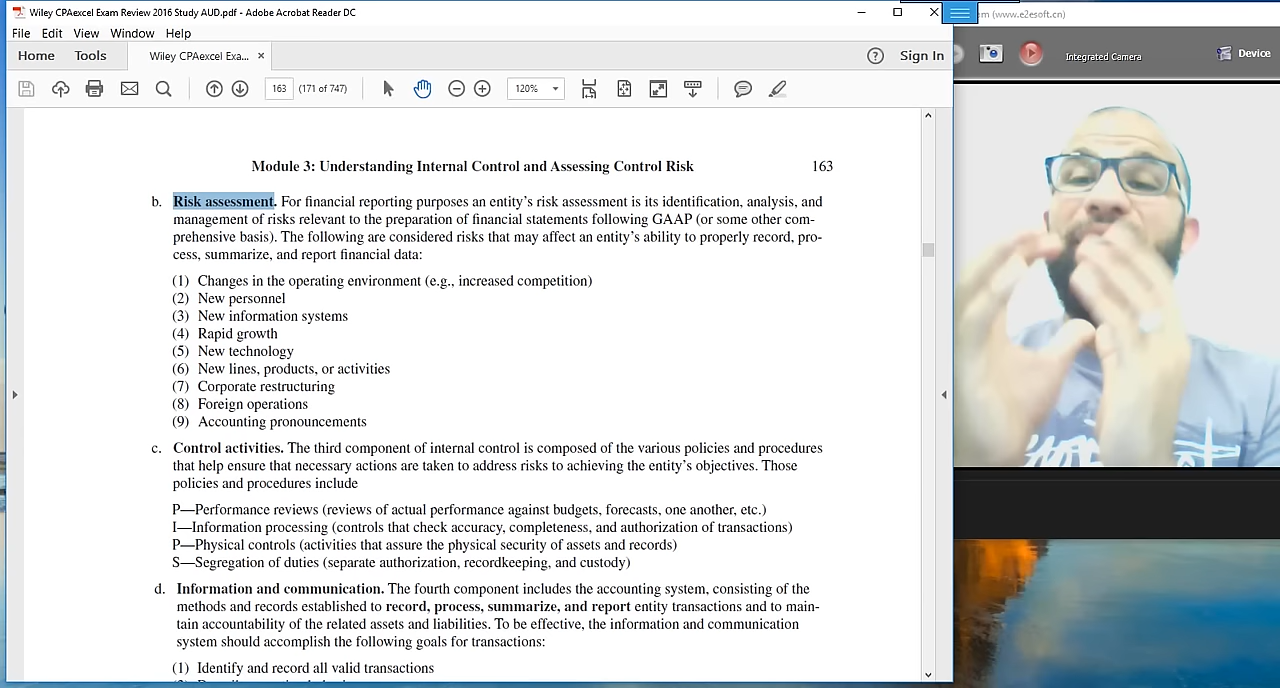 Wiley CPAexcel Exam Review 2016 Study AUD.pdf - Adobe Acrobat Reader DC
em (www.e2esoft.cn)
File Edit View Window Help
Home Tools Wiley CPAexcel Exa... × Sign In
Integrated Camera Device
163 (171 of 747) 120%
Module 3: Understanding Internal Control and Assessing Control Risk 163
b. Risk assessment. For financial reporting purposes an entity's risk assessment is its identification, analysis, and
management of risks relevant to the preparation of financial statements following GAAP (or some other com-
prehensive basis). The following are considered risks that may affect an entity's ability to properly record, pro-
cess, summarize, and report financial data:
(1) Changes in the operating environment (e.g., increased competition)
(2) New personnel
(3) New information systems
(4) Rapid growth
(5) New technology
(6) New lines, products, or activities
(7) Corporate restructuring
(8) Foreign operations
(9) Accounting pronouncements
c. Control activities. The third component of internal control is composed of the various policies and procedures
that help ensure that necessary actions are taken to address risks to achieving the entity's objectives. Those
policies and procedures include
P—Performance reviews (reviews of actual performance against budgets, forecasts, one another, etc.)
I—Information processing (controls that check accuracy, completeness, and authorization of transactions)
P—Physical controls (activities that assure the physical security of assets and records)
S—Segregation of duties (separate authorization, recordkeeping, and custody)
d. Information and communication. The fourth component includes the accounting system, consisting of the
methods and records established to record, process, summarize, and report entity transactions and to main-
tain accountability of the related assets and liabilities. To be effective, the information and communication
system should accomplish the following goals for transactions:
(1) Identify and record all valid transactions